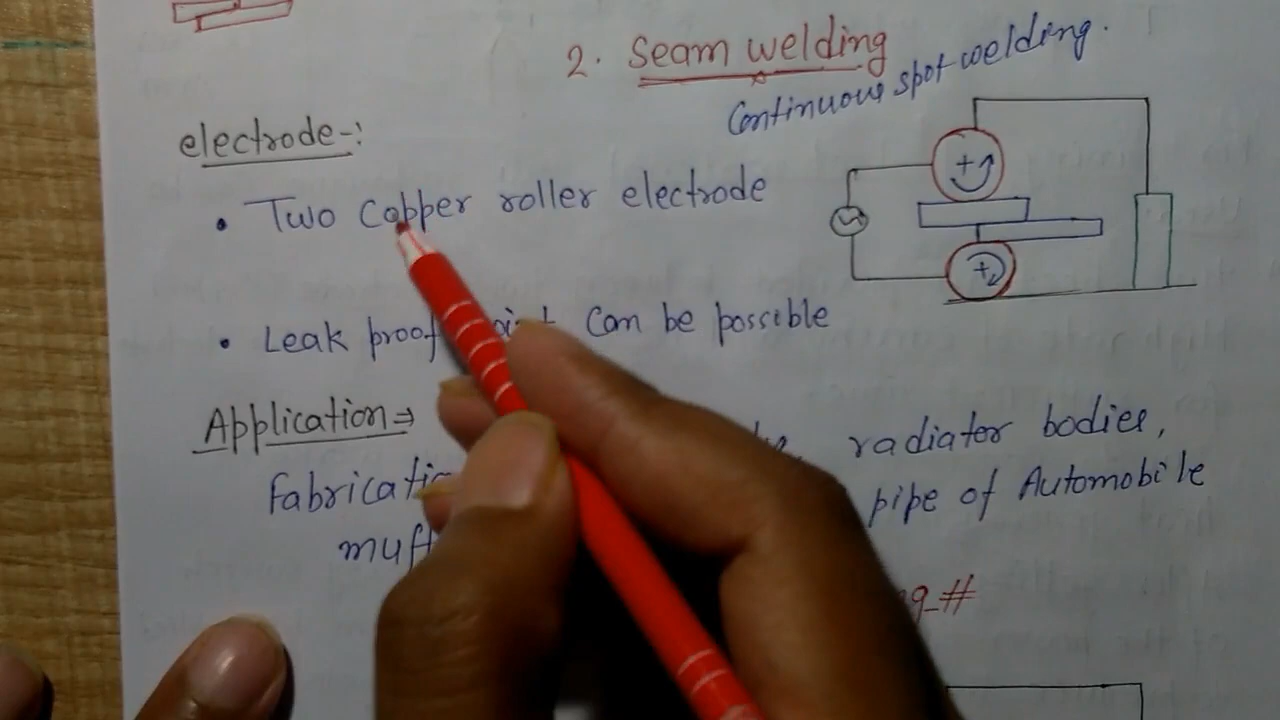 2. Seam welding
Continuous spot welding.
electrode-:
• Two Copper roller electrode
• Leak proof Can be possible
Application⇒
radiator bodies,
Fabricatio
pipe of Automobile
muff
#